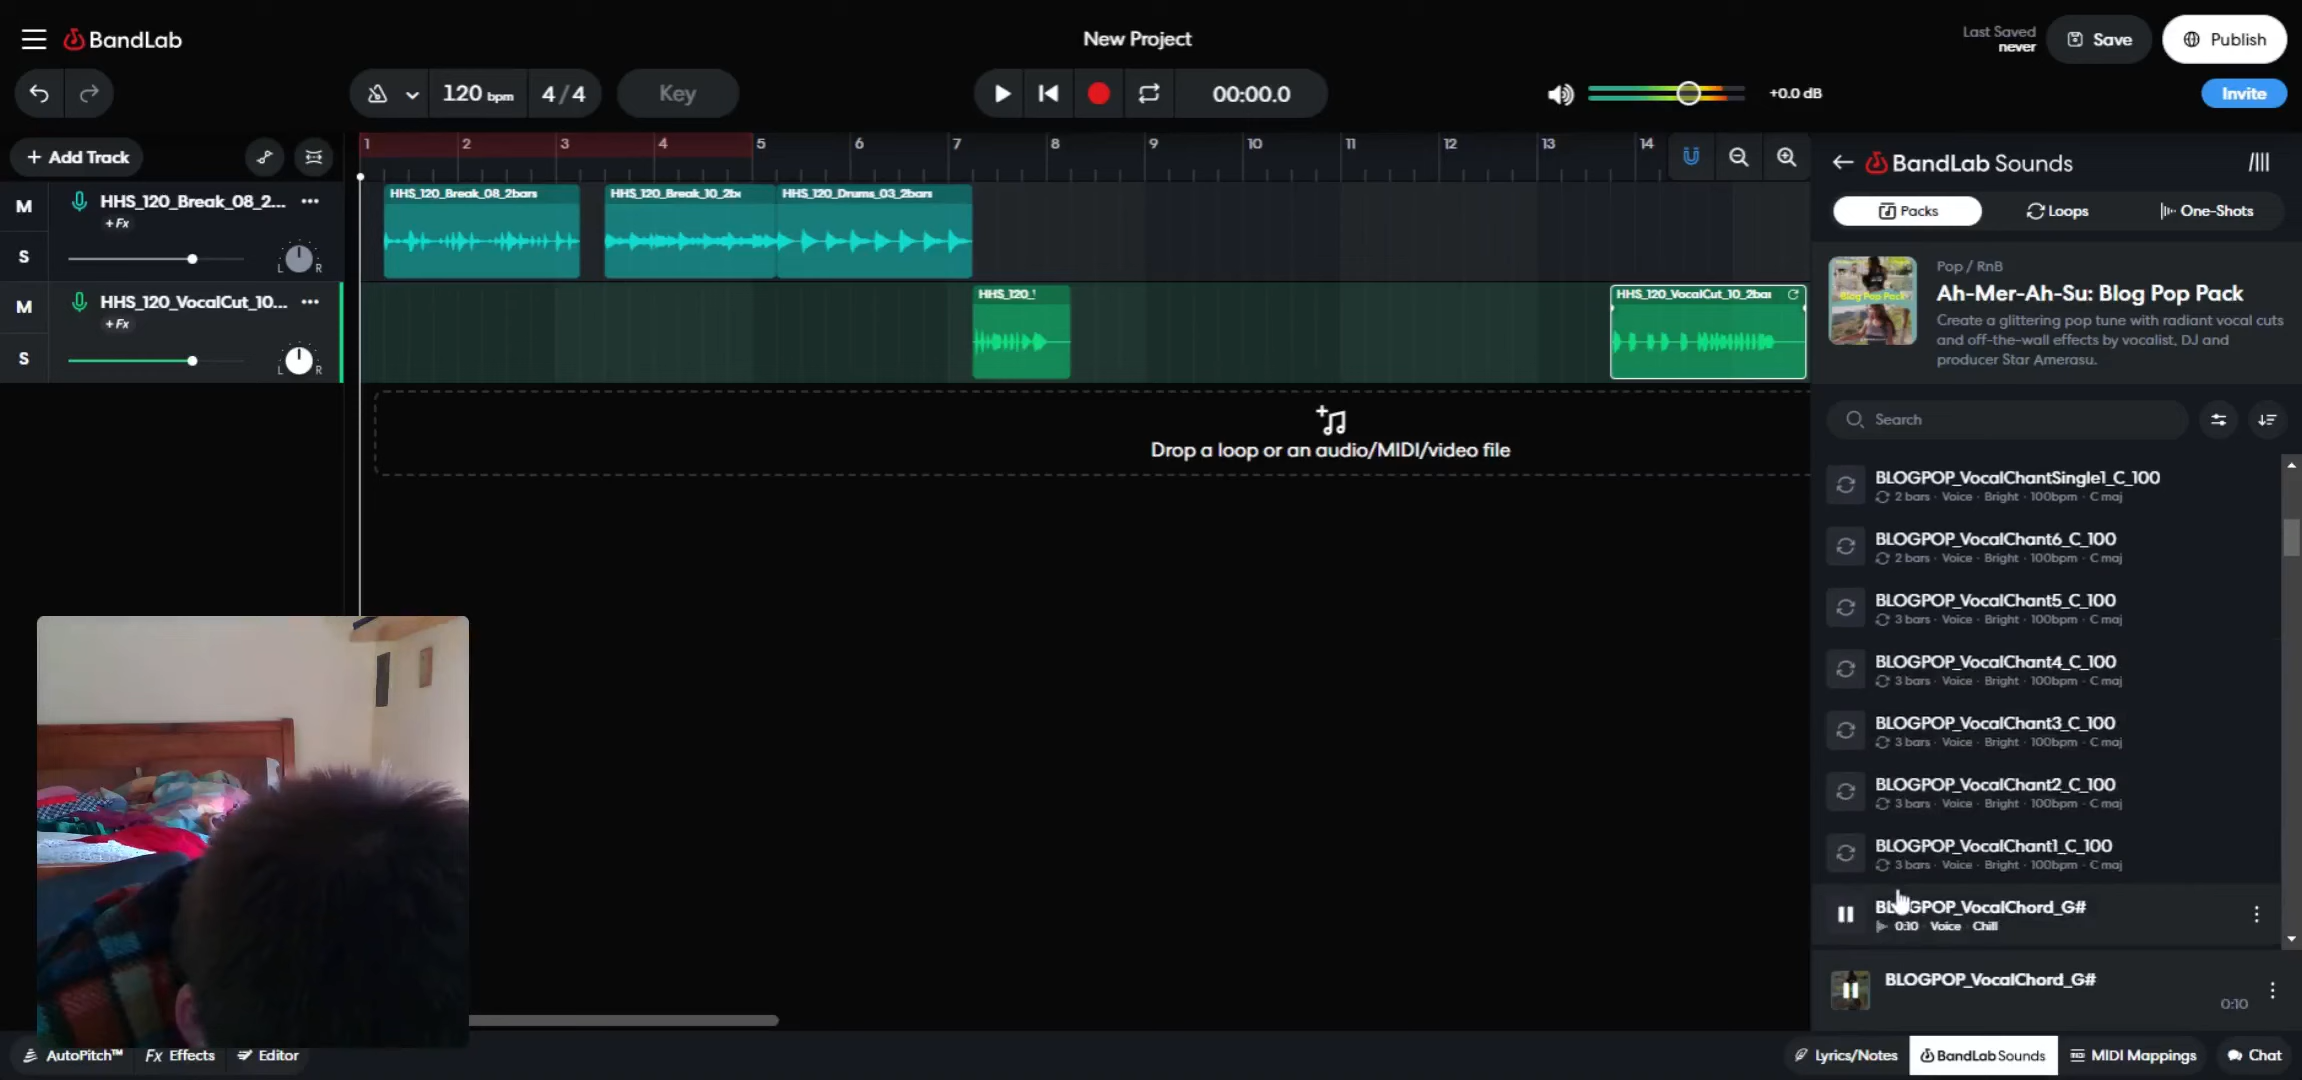 BandLab
New Project
Last Saved
never
Save
Publish
120 bpm
4/4
Key
00:00.0
+0.0 dB
Invite
+ Add Track
1 2 3 4 5 6 7 8 9 10 11 12 13 14
BandLab Sounds
Packs
Loops
One-Shots
M
HHS_120_Break_08_2...
+Fx
S
L R
HHS_120_Break_08_2bars
HHS_120_Drums_03_2bars
M
HHS_120_VocalCut_10...
+Fx
S
L R
Pop / RnB
Ah-Mer-Ah-Su: Blog Pop Pack
Create a glittering pop tune with radiant vocal cuts
and off-the-wall effects by vocalist, DJ and
producer Star Amerasu.
Blog Pop Pack
Drop a loop or an audio/MIDI/video file
Search
BLOGPOP_VocalChantSingle1_C_100
2 bars · Voice · Bright · 100bpm · C maj
BLOGPOP_VocalChant6_C_100
2 bars · Voice · Bright · 100bpm · C maj
BLOGPOP_VocalChant5_C_100
3 bars · Voice · Bright · 100bpm · C maj
BLOGPOP_VocalChant4_C_100
3 bars · Voice · Bright · 100bpm · C maj
BLOGPOP_VocalChant3_C_100
3 bars · Voice · Bright · 100bpm · C maj
BLOGPOP_VocalChant2_C_100
3 bars · Voice · Bright · 100bpm · C maj
BLOGPOP_VocalChant1_C_100
3 bars · Voice · Bright · 100bpm · C maj
BLOGPOP_VocalChord_G#
0:10 Voice · Chill
BLOGPOP_VocalChord_G#
0:10
AutoPitch™
Fx Effects
Editor
Lyrics/Notes
BandLab Sounds
MIDI Mappings
Chat